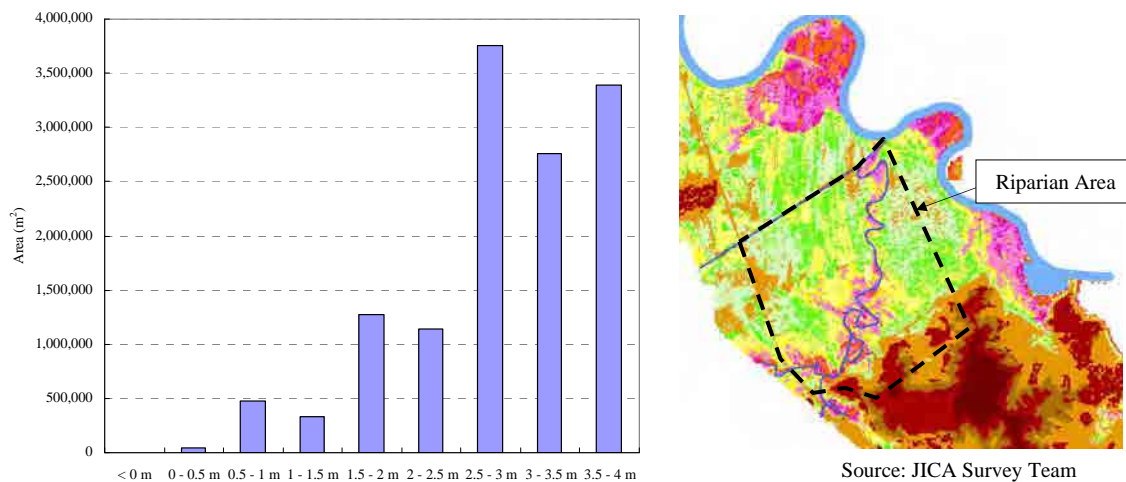 4,000,000
3,500,000
3,000,000
2,500,000
2,000,000
1,500,000
1,000,000
500,000
0
Area (m²)
< 0 m 0 - 0.5 m 0.5 - 1 m 1 - 1.5 m 1.5 - 2 m 2 - 2.5 m 2.5 - 3 m 3 - 3.5 m 3.5 - 4 m
Riparian Area
Source: JICA Survey Team